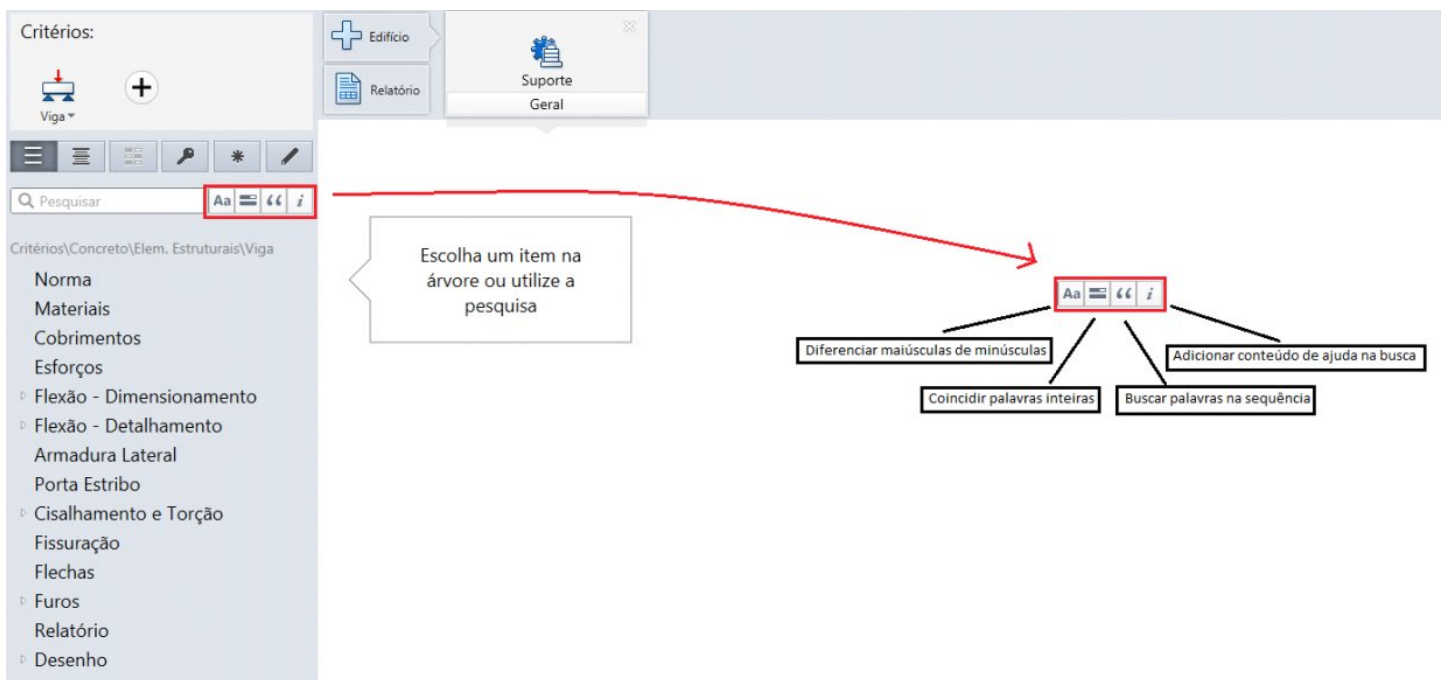 Critérios:
Viga
Edifício
Relatório
Suporte
Geral
Pesquisar
Aa
i
Critérios\Concreto\Elem. Estruturais\Viga
Norma
Materiais
Cobrimentos
Esforços
Flexão - Dimensionamento
Flexão - Detalhamento
Armadura Lateral
Porta Estribo
Cisalhamento e Torção
Fissuração
Flechas
Furos
Relatório
Desenho
Escolha um item na
árvore ou utilize a
pesquisa
Aa
i
Diferenciar maiúsculas de minúsculas
Adicionar conteúdo de ajuda na busca
Coincidir palavras inteiras
Buscar palavras na sequência